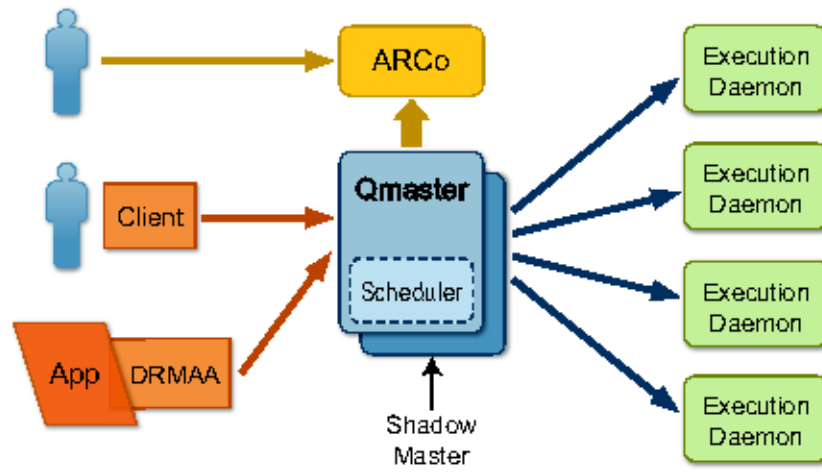 ARCo
Execution
Daemon
Qmaster
Execution
Daemon
Client
Scheduler
Execution
Daemon
App
DRMAA
Execution
Daemon
Shadow
Master